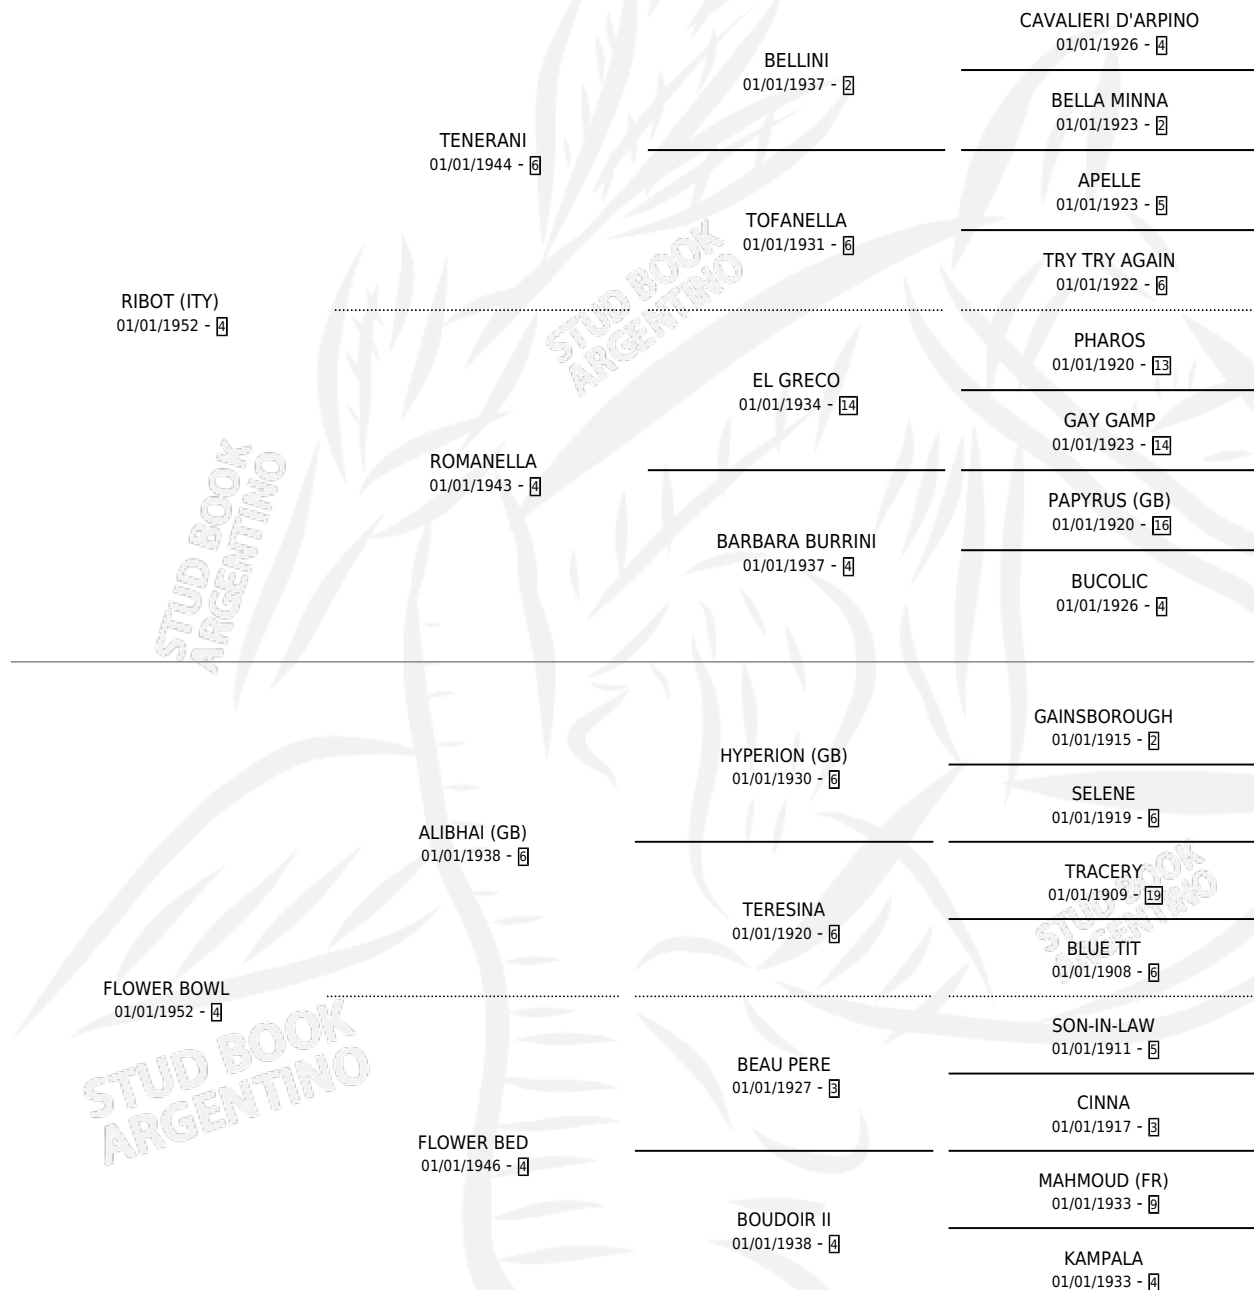 CAVALIERI D'ARPINO
01/01/1926 - 4
BELLINI
01/01/1937 - 2
BELLA MINNA
01/01/1923 - 2
TENERANI
01/01/1944 - 6
APELLE
01/01/1923 - 5
TOFANELLA
01/01/1931 - 6
TRY TRY AGAIN
01/01/1922 - 6
RIBOT (ITY)
01/01/1952 - 4
PHAROS
01/01/1920 - 13
EL GRECO
01/01/1934 - 14
GAY GAMP
01/01/1923 - 14
ROMANELLA
01/01/1943 - 4
PAPYRUS (GB)
01/01/1920 - 16
BARBARA BURRINI
01/01/1937 - 4
BUCOLIC
01/01/1926 - 4
GAINSBOROUGH
01/01/1915 - 2
HYPERION (GB)
01/01/1930 - 6
SELENE
01/01/1919 - 6
ALIBHAI (GB)
01/01/1938 - 6
TRACERY
01/01/1909 - 19
TERESINA
01/01/1920 - 6
BLUE TIT
01/01/1908 - 6
FLOWER BOWL
01/01/1952 - 4
SON-IN-LAW
01/01/1911 - 5
BEAU PERE
01/01/1927 - 3
CINNA
01/01/1917 - 3
FLOWER BED
01/01/1946 - 4
MAHMOUD (FR)
01/01/1933 - 9
BOUDOIR II
01/01/1938 - 4
KAMPALA
01/01/1933 - 4
STUD BOOK
ARGENTINO
STUD BOOK
ARGENTINO
STUD BOOK
ARGENTINO
STUD BOOK
ARGENTINO